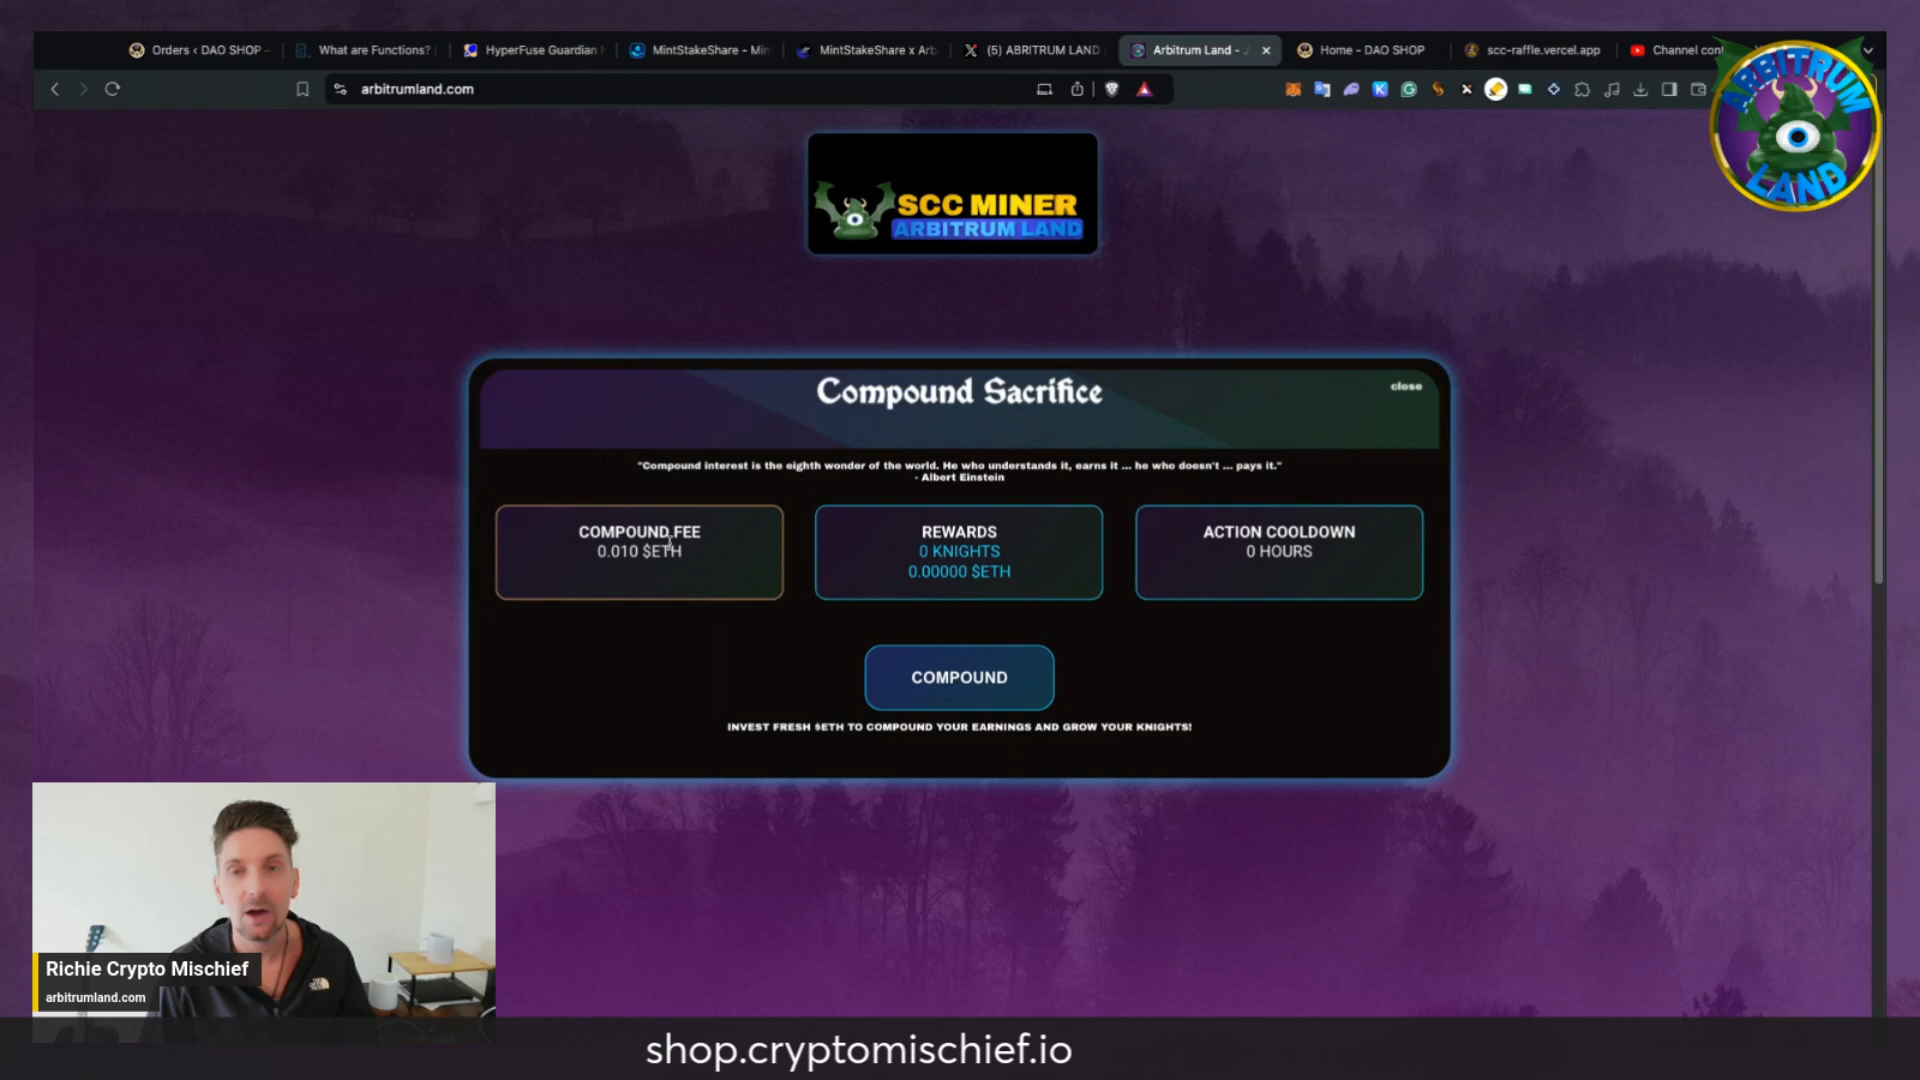 Orders ‹ DAO SHOP –
What are Functions?
HyperFuse Guardian
MintStakeShare - Min
MintStakeShare x Arb
(5) ABRITRUM LAND
Arbitrum Land -
Home - DAO SHOP
scc-raffle.vercel.app
Channel con
arbitrumland.com
ARBITRUM
LAND
SCC MINER
ARBITRUM LAND
Compound Sacrifice
close
"Compound interest is the eighth wonder of the world. He who understands it, earns it ... he who doesn't ... pays it."
- Albert Einstein
COMPOUND FEE
0.010 $ETH
REWARDS
0 KNIGHTS
0.00000 $ETH
ACTION COOLDOWN
0 HOURS
COMPOUND
INVEST FRESH $ETH TO COMPOUND YOUR EARNINGS AND GROW YOUR KNIGHTS!
Richie Crypto Mischief
arbitrumland.com
shop.cryptomischief.io